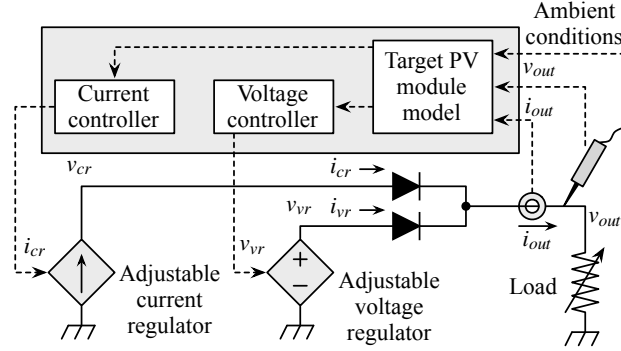 Ambient
conditions
Target PV
module
model
Current
controller
Voltage
controller
v_out
i_out
v_cr
i_cr
v_vr
i_vr
v_out
i_cr
v_vr
i_out
+
−
Adjustable
current
regulator
Adjustable
voltage
regulator
Load